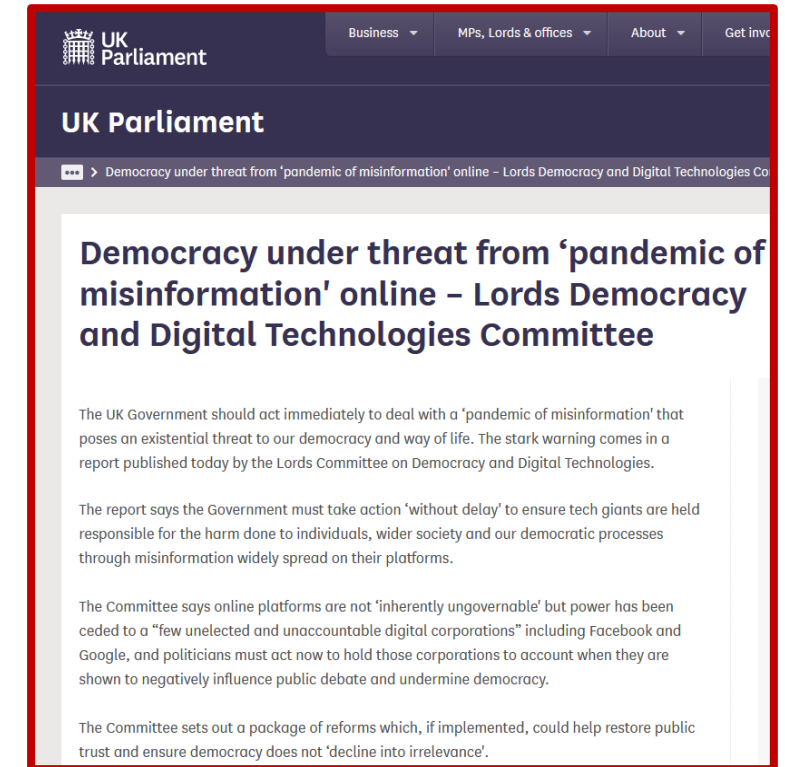 UK
Parliament
Business
MPs, Lords & offices
About
Get
UK Parliament
Democracy under threat from ‘pandemic of misinformation' online – Lords Democracy and Digital Technologies
Democracy under threat from ‘pandemic of
misinformation' online – Lords Democracy
and Digital Technologies Committee
The UK Government should act immediately to deal with a ‘pandemic of misinformation' that
poses an existential threat to our democracy and way of life. The stark warning comes in a
report published today by the Lords Committee on Democracy and Digital Technologies.
The report says the Government must take action ‘without delay' to ensure tech giants are held
responsible for the harm done to individuals, wider society and our democratic processes
through misinformation widely spread on their platforms.
The Committee says online platforms are not ‘inherently ungovernable' but power has been
ceded to a “few unelected and unaccountable digital corporations” including Facebook and
Google, and politicians must act now to hold those corporations to account when they are
shown to negatively influence public debate and undermine democracy.
The Committee sets out a package of reforms which, if implemented, could help restore public
trust and ensure democracy does not ‘decline into irrelevance'.